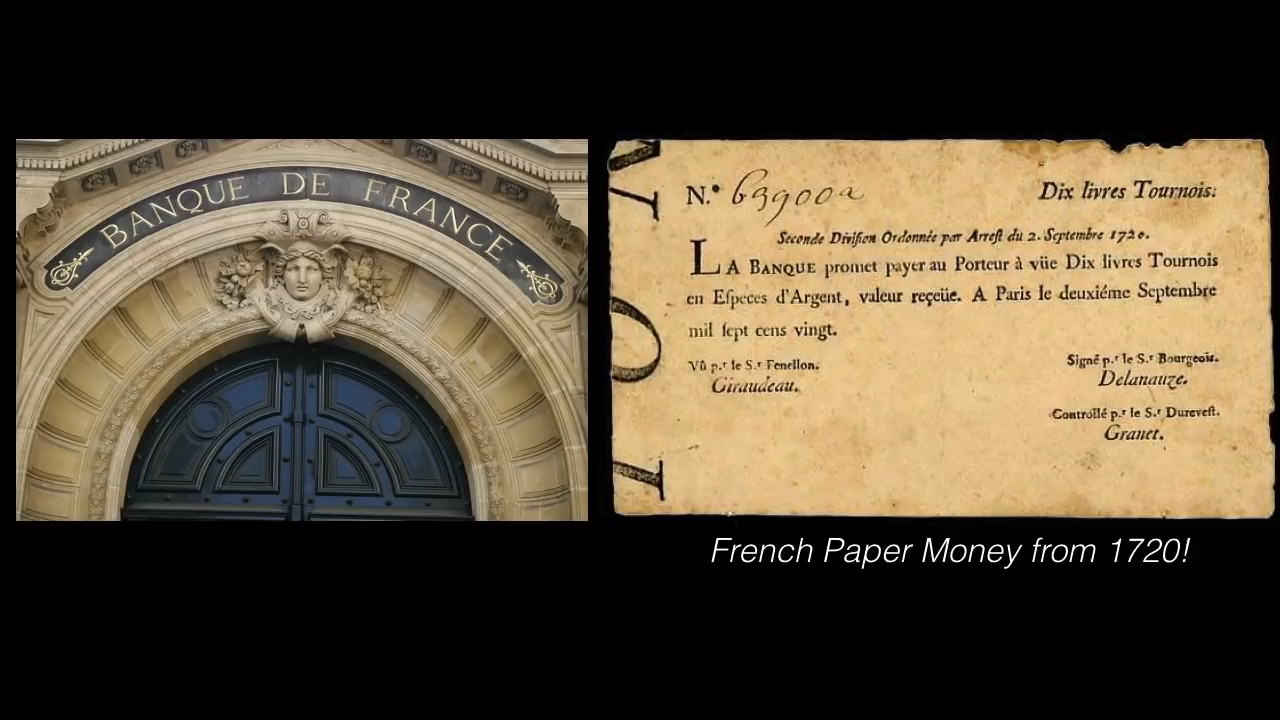 BANQUE DE FRANCE
N.º 639002
Dix livres Tournois.
Seconde Division Ordonnée par Arrest du 2. Septembre 1720.
LA BANQUE promet payer au Porteur à vüe Dix livres Tournois
en Especes d'Argent, valeur reçeüe. A Paris le deuxiéme Septembre
mil sept cens vingt.
Vû p.r le S.r Fenellon.
Giraudeau.
Signé p.r le S.r Bourgeois.
Delanauze.
Controllé p.r le S.r Durevest.
Granet.
French Paper Money from 1720!